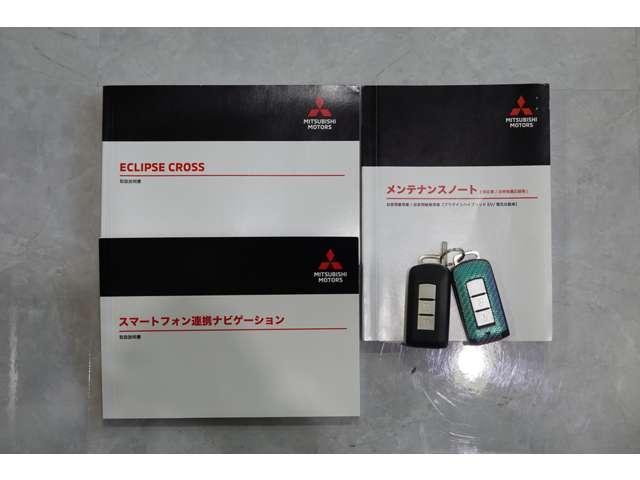 MITSUBISHI
MOTORS
ECLIPSE CROSS
取扱説明書
MITSUBISHI
MOTORS
メンテナンスノート
MITSUBISHI
MOTORS
スマートフォン連携ナビゲーション
取扱説明書